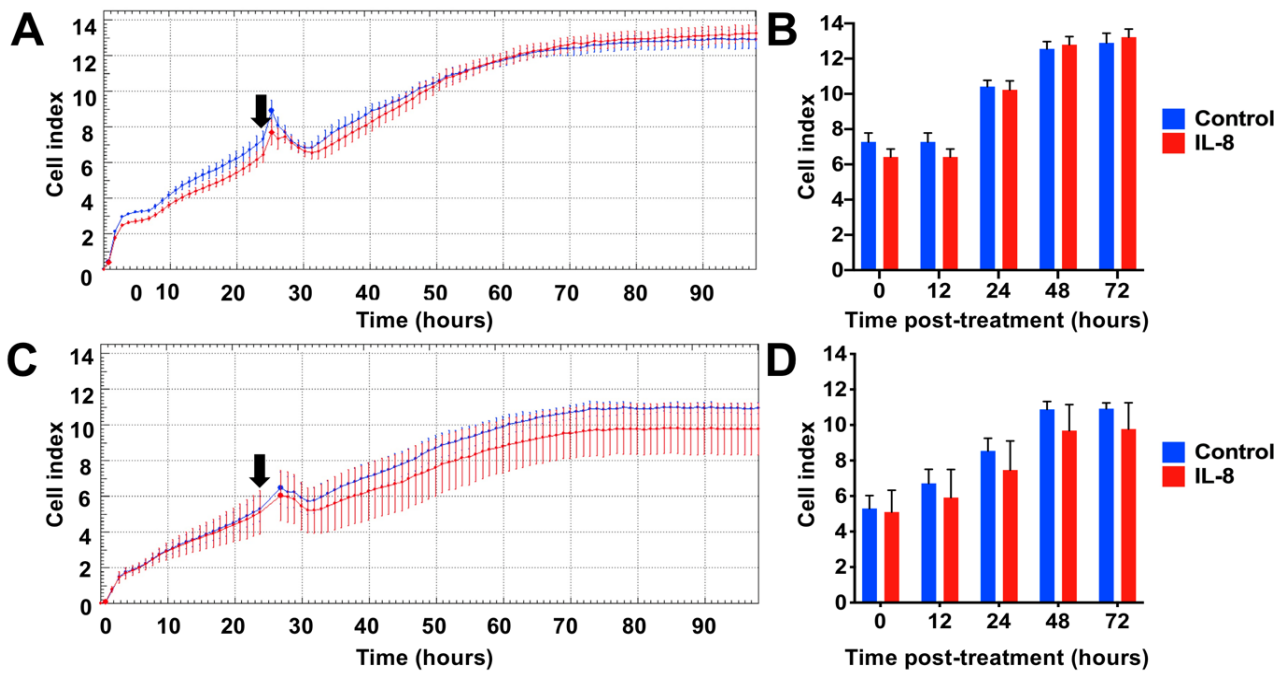 A
14
12
10
8
6
4
2
0
Cell index
0 10 20 30 40 50 60 70 80 90
Time (hours)
B
14
12
10
8
6
4
2
0
Cell index
0 12 24 48 72
Time post-treatment (hours)
Control
IL-8
C
14
12
10
8
6
4
2
0
Cell index
0 10 20 30 40 50 60 70 80 90
Time (hours)
D
14
12
10
8
6
4
2
0
Cell index
0 12 24 48 72
Time post-treatment (hours)
Control
IL-8